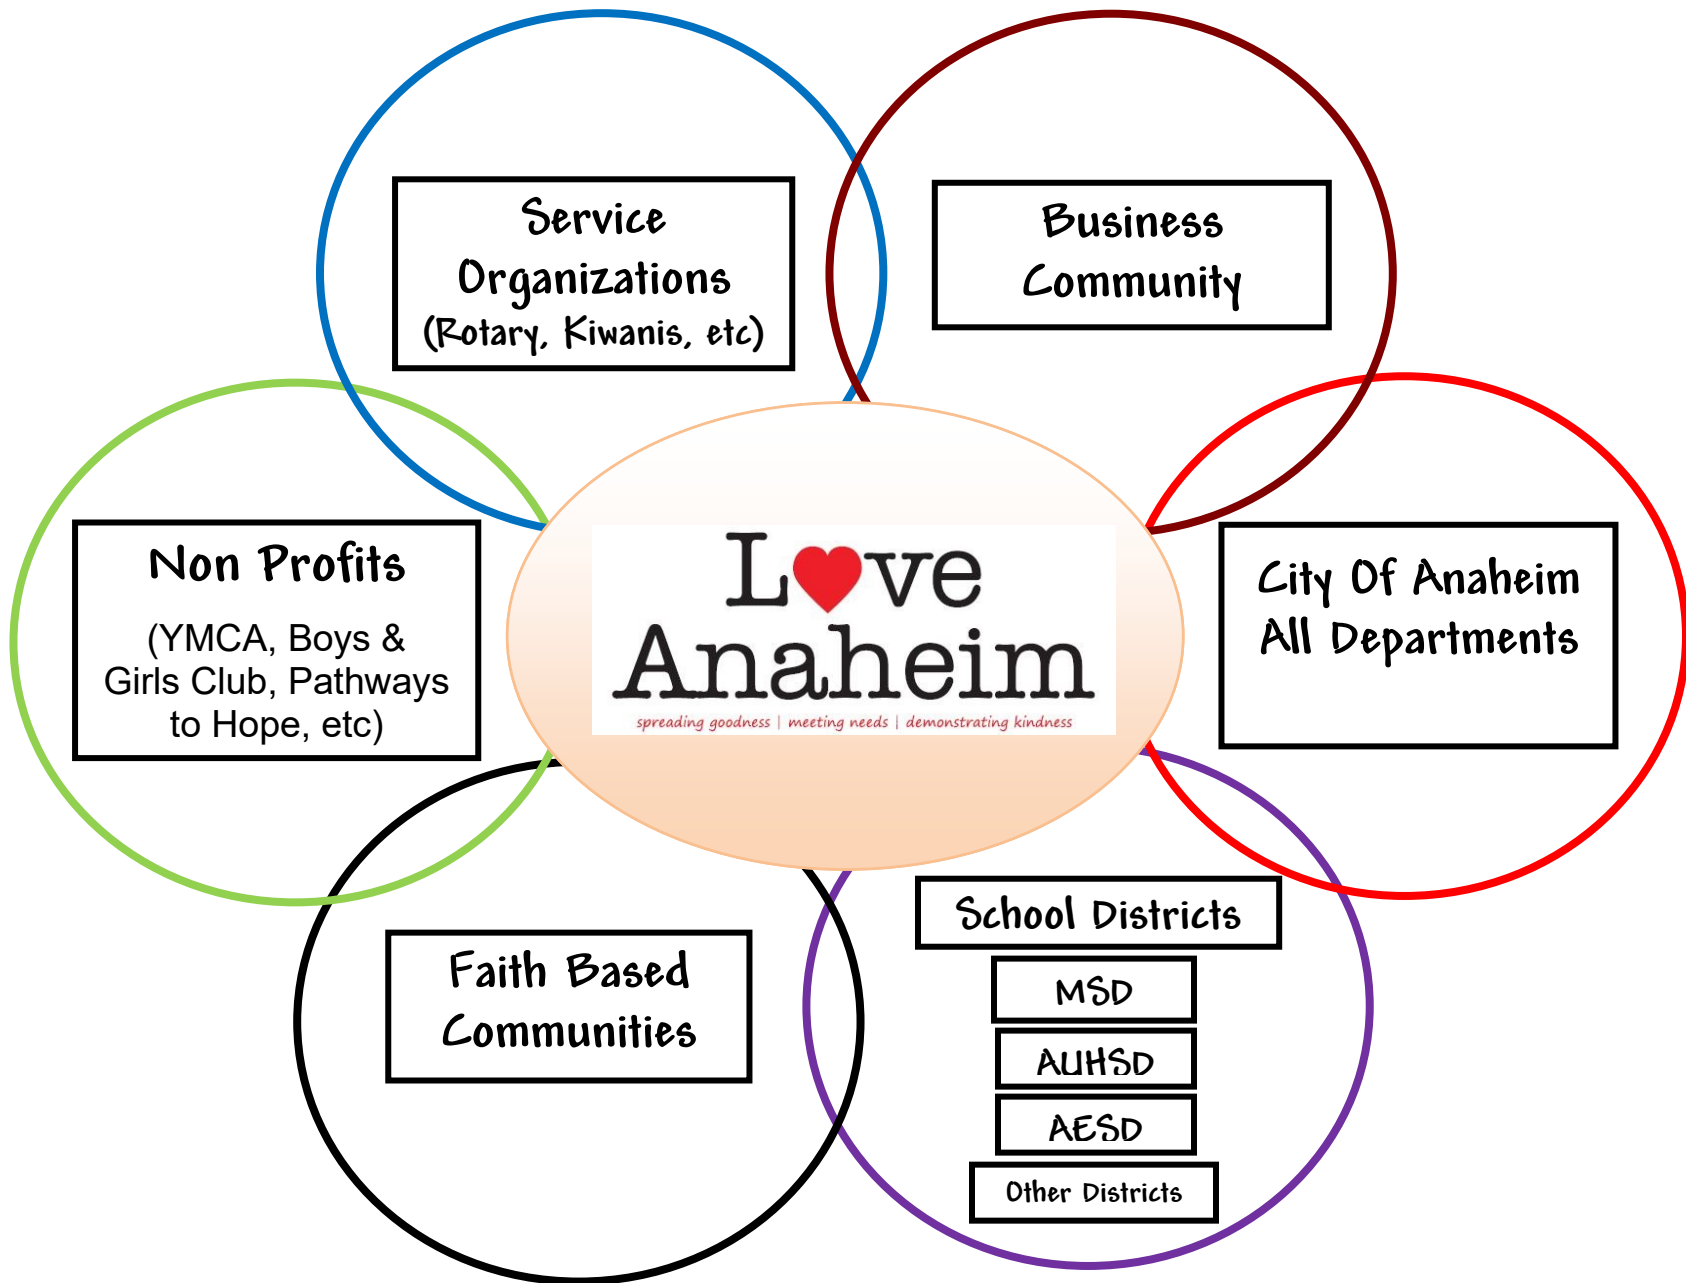 Service
Organizations
(Rotary, Kiwanis, etc)
Business
Community
Non Profits
(YMCA, Boys &
Girls Club, Pathways
to Hope, etc)
Love
Anaheim
spreading goodness | meeting needs | demonstrating kindness
City Of Anaheim
All Departments
Faith Based
Communities
School Districts
MSD
AUHSD
AESD
Other Districts